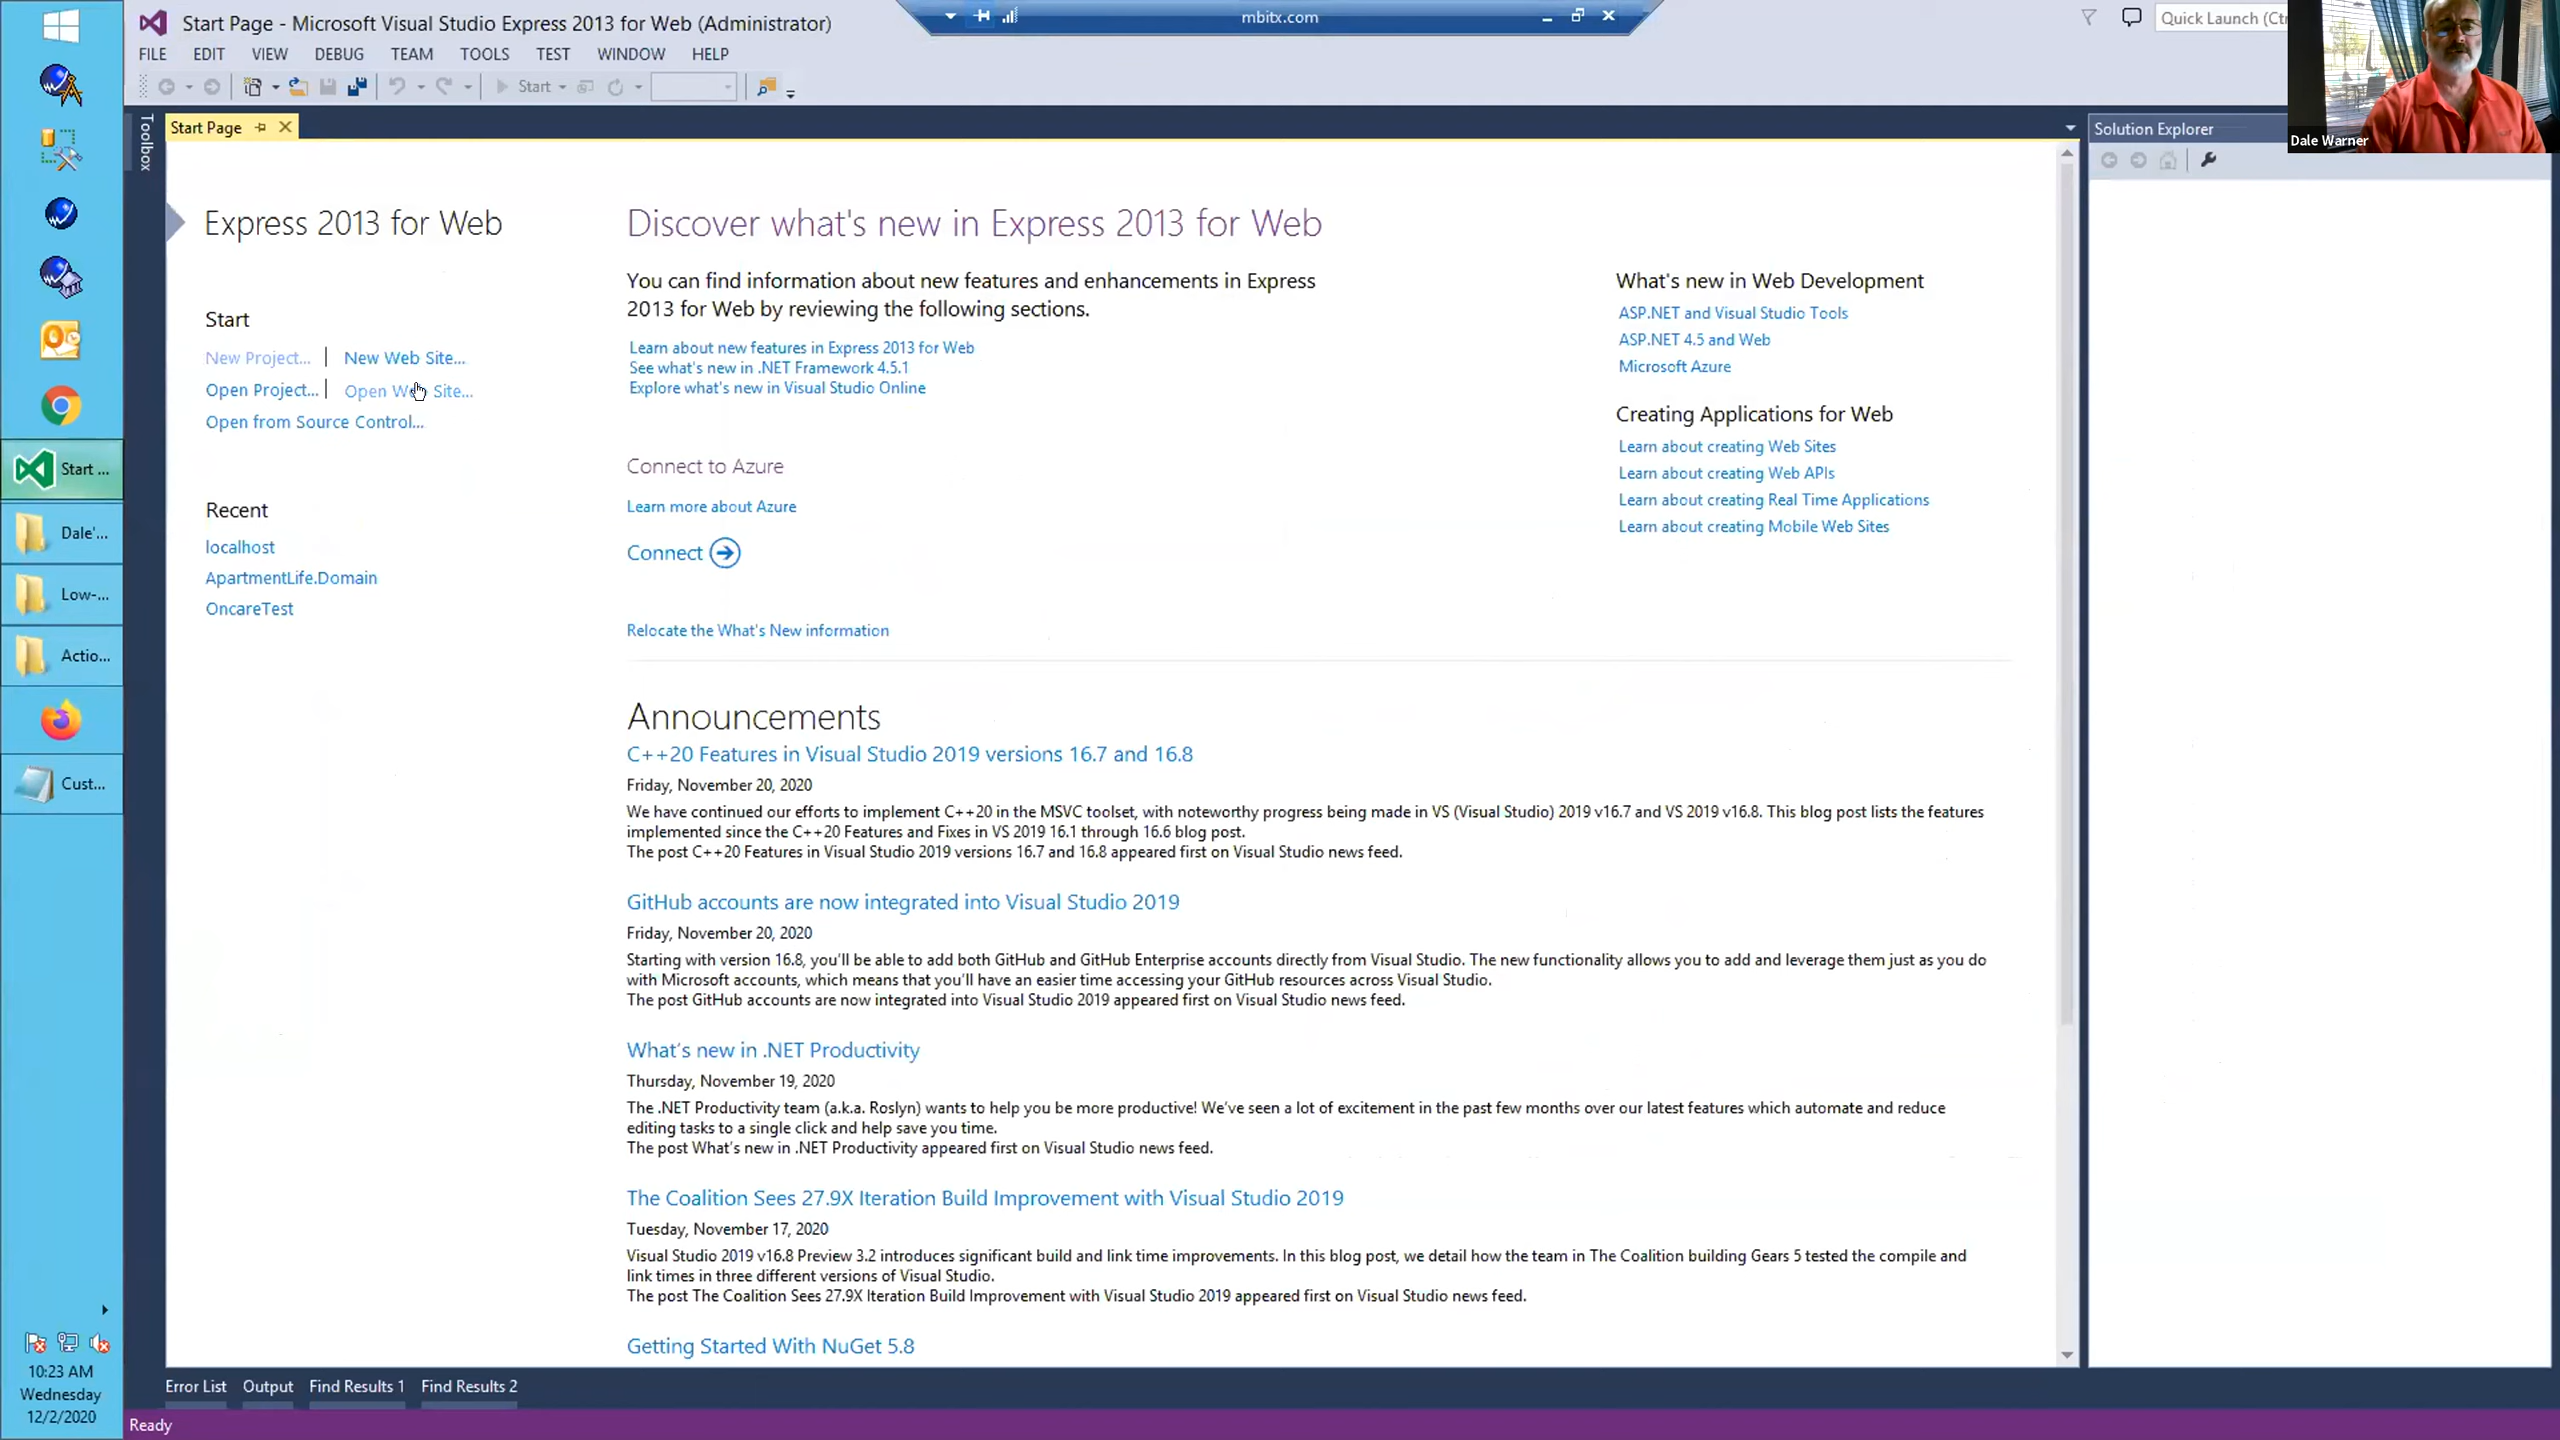 Start Page - Microsoft Visual Studio Express 2013 for Web (Administrator)
mbitx.com
Quick Launch (Ct
FILE EDIT VIEW DEBUG TEAM TOOLS TEST WINDOW HELP
Start
Toolbox
Start Page
Solution Explorer
Dale Warner
Express 2013 for Web
Start
New Project... | New Web Site...
Open Project... | Open Web Site...
Open from Source Control...
Recent
localhost
ApartmentLife.Domain
OncareTest
Discover what's new in Express 2013 for Web
You can find information about new features and enhancements in Express
2013 for Web by reviewing the following sections.
Learn about new features in Express 2013 for Web
See what's new in .NET Framework 4.5.1
Explore what's new in Visual Studio Online
Connect to Azure
Learn more about Azure
Connect
Relocate the What's New information
What's new in Web Development
ASP.NET and Visual Studio Tools
ASP.NET 4.5 and Web
Microsoft Azure
Creating Applications for Web
Learn about creating Web Sites
Learn about creating Web APIs
Learn about creating Real Time Applications
Learn about creating Mobile Web Sites
Announcements
C++20 Features in Visual Studio 2019 versions 16.7 and 16.8
Friday, November 20, 2020
We have continued our efforts to implement C++20 in the MSVC toolset, with noteworthy progress being made in VS (Visual Studio) 2019 v16.7 and VS 2019 v16.8. This blog post lists the features
implemented since the C++20 Features and Fixes in VS 2019 16.1 through 16.6 blog post.
The post C++20 Features in Visual Studio 2019 versions 16.7 and 16.8 appeared first on Visual Studio news feed.
GitHub accounts are now integrated into Visual Studio 2019
Friday, November 20, 2020
Starting with version 16.8, you'll be able to add both GitHub and GitHub Enterprise accounts directly from Visual Studio. The new functionality allows you to add and leverage them just as you do
with Microsoft accounts, which means that you'll have an easier time accessing your GitHub resources across Visual Studio.
The post GitHub accounts are now integrated into Visual Studio 2019 appeared first on Visual Studio news feed.
What's new in .NET Productivity
Thursday, November 19, 2020
The .NET Productivity team (a.k.a. Roslyn) wants to help you be more productive! We've seen a lot of excitement in the past few months over our latest features which automate and reduce
editing tasks to a single click and help save you time.
The post What's new in .NET Productivity appeared first on Visual Studio news feed.
The Coalition Sees 27.9X Iteration Build Improvement with Visual Studio 2019
Tuesday, November 17, 2020
Visual Studio 2019 v16.8 Preview 3.2 introduces significant build and link time improvements. In this blog post, we detail how the team in The Coalition building Gears 5 tested the compile and
link times in three different versions of Visual Studio.
The post The Coalition Sees 27.9X Iteration Build Improvement with Visual Studio 2019 appeared first on Visual Studio news feed.
Getting Started With NuGet 5.8
Error List Output Find Results 1 Find Results 2
Ready
Start ...
Dale'...
Low-...
Actio...
Cust...
10:23 AM
Wednesday
12/2/2020